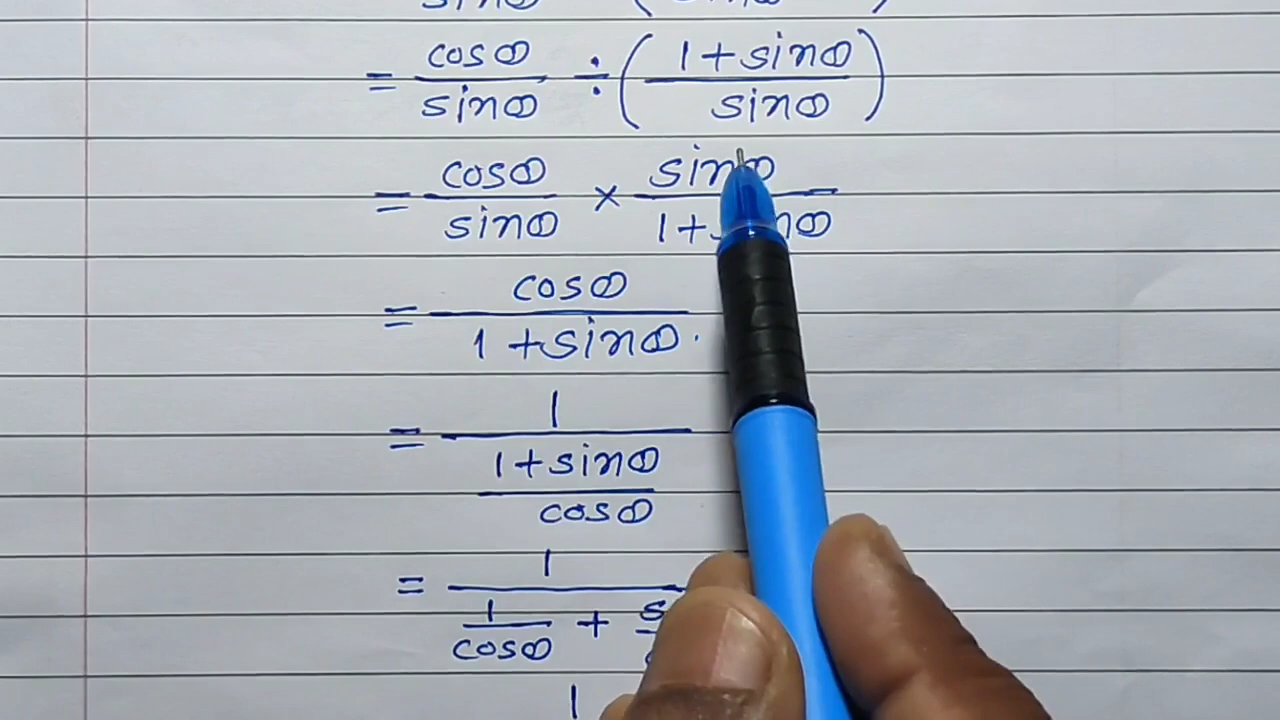 = cosθ/sinθ ÷ (1+sinθ/sinθ)
= cosθ/sinθ × sinθ/1+sinθ
= cosθ/1+sinθ.
= 1/1+sinθ/cosθ
= 1/1/cosθ +
1